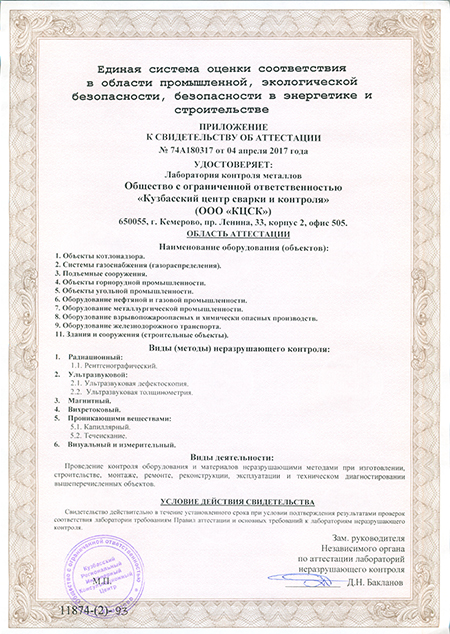 Единая система оценки соответствия
в области промышленной, экологической
безопасности, безопасности в энергетике и
строительстве
ПРИЛОЖЕНИЕ
К СВИДЕТЕЛЬСТВУ ОБ АТТЕСТАЦИИ
№ 74А180317 от 04 апреля 2017 года
УДОСТОВЕРЯЕТ:
Лаборатория контроля металлов
Общество с ограниченной ответственностью
«Кузбасский центр сварки и контроля»
(ООО «КЦСК»)
650055, г. Кемерово, пр. Ленина, 33, корпус 2, офис 505.
ОБЛАСТЬ АТТЕСТАЦИИ
Наименование оборудования (объектов):
1. Объекты котлонадзора.
2. Системы газоснабжения (газораспределения).
3. Подъемные сооружения.
4. Объекты горнорудной промышленности.
5. Объекты угольной промышленности.
6. Оборудование нефтяной и газовой промышленности.
7. Оборудование металлургической промышленности.
8. Оборудование взрывопожароопасных и химически опасных производств.
9. Оборудование железнодорожного транспорта.
11. Здания и сооружения (строительные объекты).
Виды (методы) неразрушающего контроля:
1. Радиационный:
1.1. Рентгенографический.
2. Ультразвуковой:
2.1. Ультразвуковая дефектоскопия.
2.2. Ультразвуковая толщинометрия.
3. Магнитный.
4. Вихретоковый.
5. Проникающими веществами:
5.1. Капиллярный.
5.2. Течеискание.
6. Визуальный и измерительный.
Виды деятельности:
Проведение контроля оборудования и материалов неразрушающими методами при изготовлении,
строительстве, монтаже, ремонте, реконструкции, эксплуатации и техническом диагностировании
вышеперечисленных объектов.
УСЛОВИЕ ДЕЙСТВИЯ СВИДЕТЕЛЬСТВА
Свидетельство действительно в течение установленного срока при условии подтверждения результатами проверок
соответствия лаборатории требованиям Правил аттестации и основных требований к лабораториям неразрушающего
контроля.
Зам. руководителя
Независимого органа
по аттестации лабораторий
неразрушающего контроля
Д.Н. Бакланов
Кузбасский
Региональный
Консультационный
Центр
М.П.
11874-(2)- 93